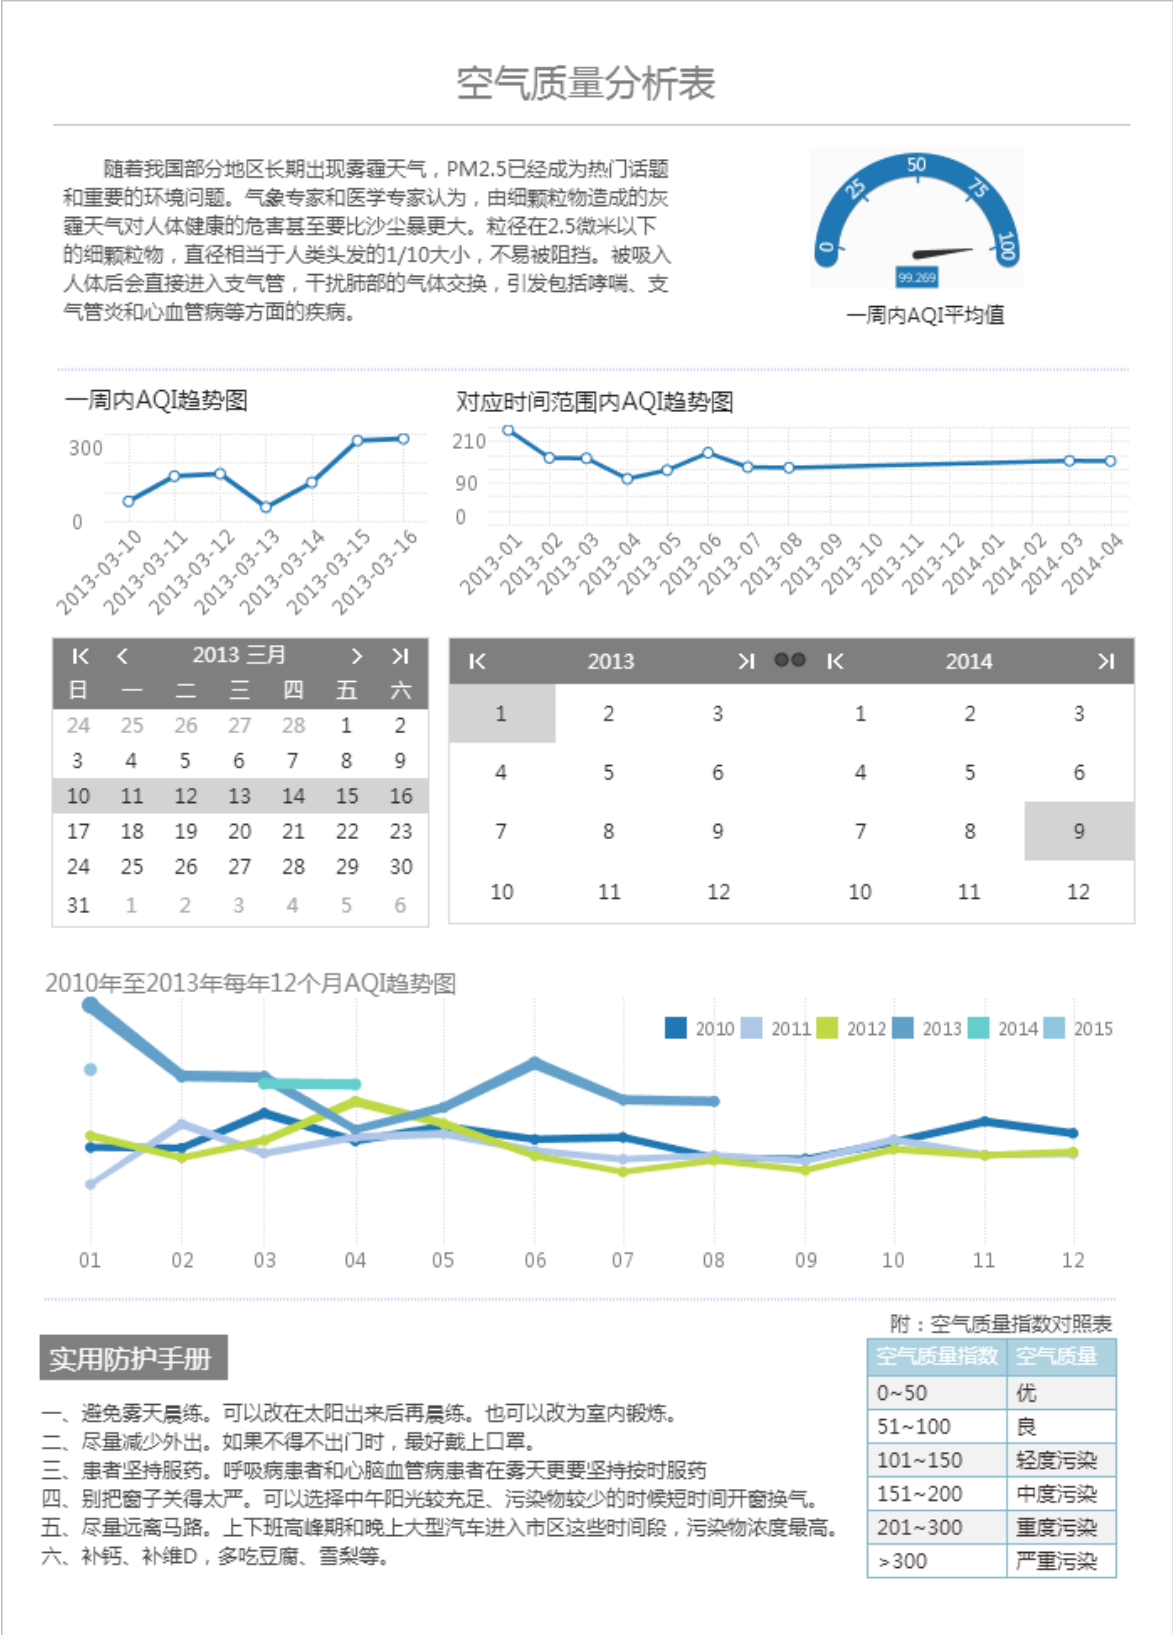 空气质量分析表
随着我国部分地区长期出现雾霾天气，PM2.5已经成为热门话题
和重要的环境问题。气象专家和医学专家认为，由细颗粒物造成的灰
霾天气对人体健康的危害甚至要比沙尘暴更大。粒径在2.5微米以下
的细颗粒物，直径相当于人类头发的1/10大小，不易被阻挡。被吸入
人体后会直接进入支气管，干扰肺部的气体交换，引发包括哮喘、支
气管炎和心血管病等方面的疾病。
0 25 50 75 100
99.269
一周内AQI平均值
一周内AQI趋势图
300
0
2013-03-10 2013-03-11 2013-03-12 2013-03-13 2013-03-14 2013-03-15 2013-03-16
对应时间范围内AQI趋势图
210
90
0
2013-01 2013-02 2013-03 2013-04 2013-05 2013-06 2013-07 2013-08 2013-09 2013-10 2013-11 2013-12 2014-01 2014-02 2014-03 2014-04
2013 三月
日 一 二 三 四 五 六
24 25 26 27 28 1 2
3 4 5 6 7 8 9
10 11 12 13 14 15 16
17 18 19 20 21 22 23
24 25 26 27 28 29 30
31 1 2 3 4 5 6
2013 2014
1 2 3 1 2 3
4 5 6 4 5 6
7 8 9 7 8 9
10 11 12 10 11 12
2010年至2013年每年12个月AQI趋势图
2010 2011 2012 2013 2014 2015
01 02 03 04 05 06 07 08 09 10 11 12
实用防护手册
一、避免雾天晨练。可以改在太阳出来后再晨练。也可以改为室内锻炼。
二、尽量减少外出。如果不得不出门时，最好戴上口罩。
三、患者坚持服药。呼吸病患者和心脑血管病患者在雾天更要坚持按时服药
四、别把窗子关得太严。可以选择中午阳光较充足、污染物较少的时候短时间开窗换气。
五、尽量远离马路。上下班高峰期和晚上大型汽车进入市区这些时间段，污染物浓度最高。
六、补钙、补维D，多吃豆腐、雪梨等。
附：空气质量指数对照表
空气质量指数 空气质量
0~50 优
51~100 良
101~150 轻度污染
151~200 中度污染
201~300 重度污染
>300 严重污染